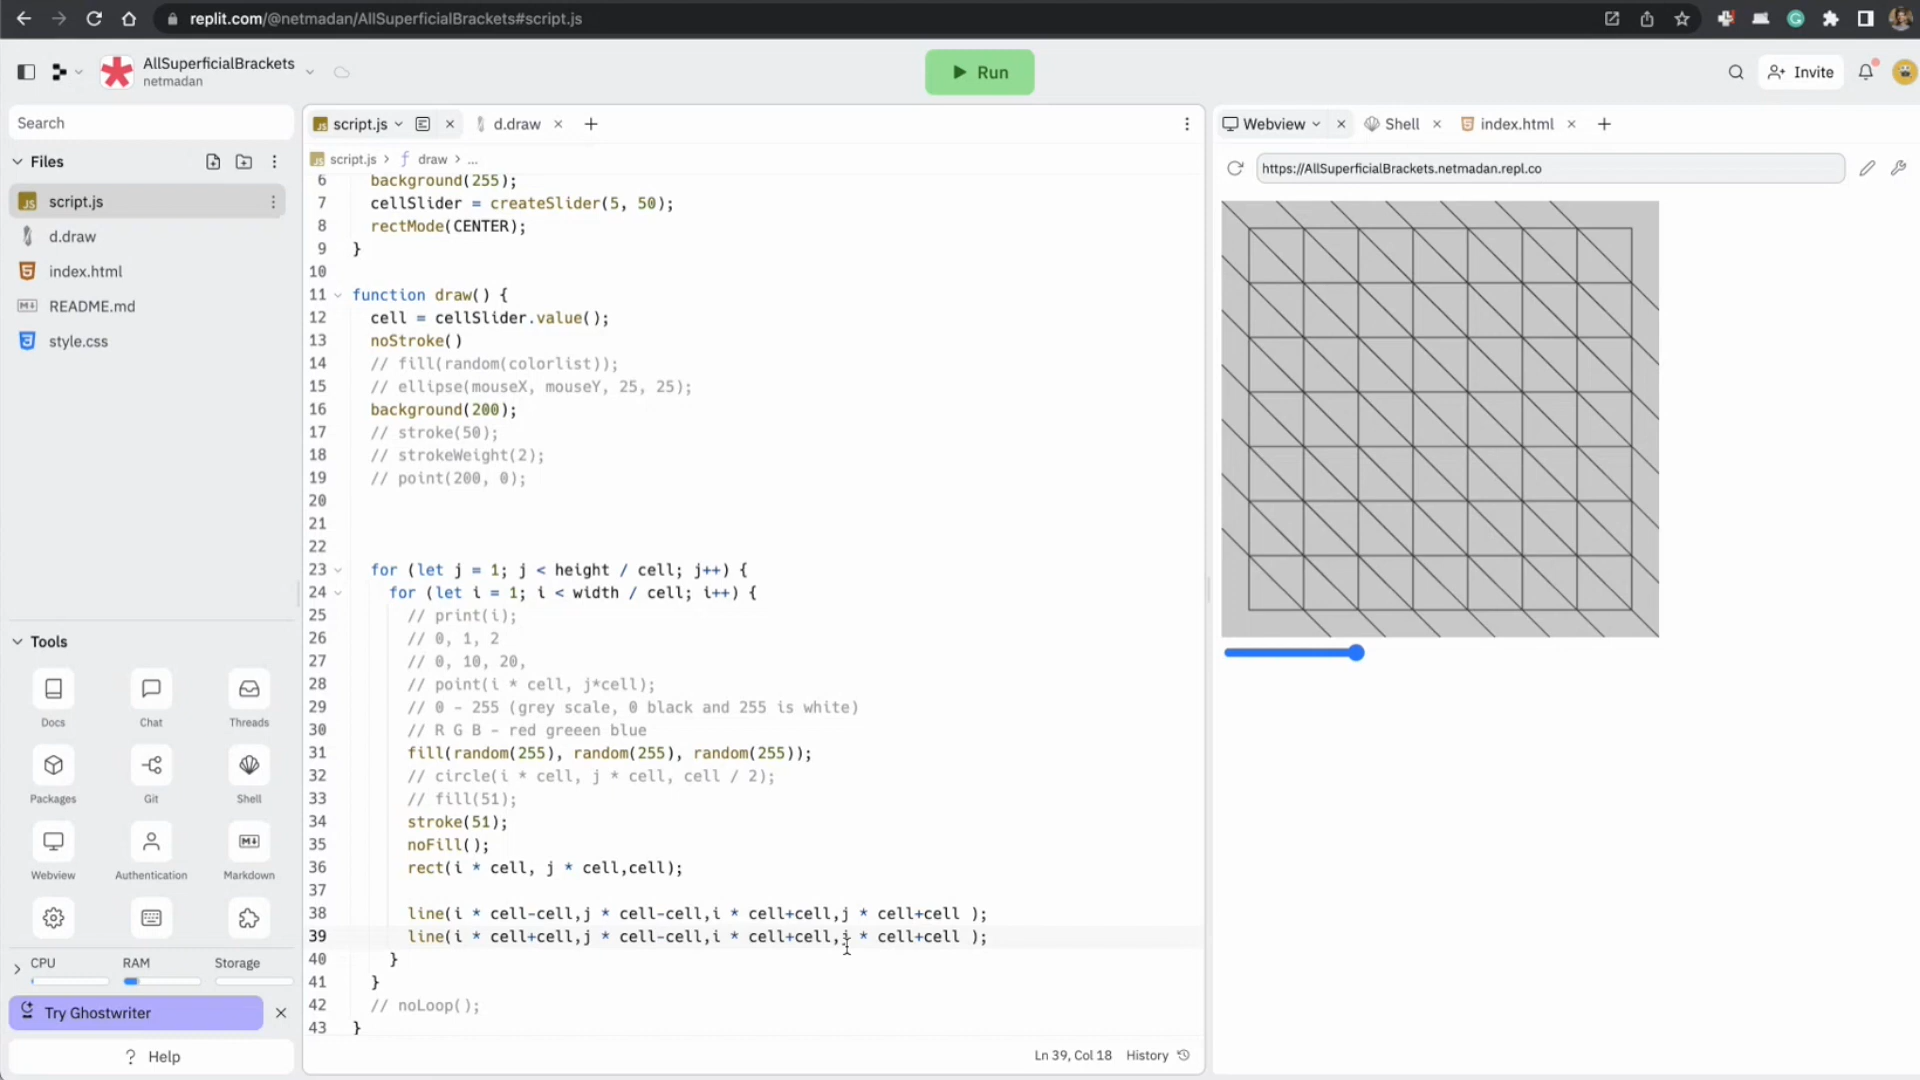 replit.com/@netmadan/AllSuperficialBrackets#script.js
AllSuperficialBrackets
netmadan
Run
Invite
Search
Files
script.js
d.draw
index.html
README.md
style.css
Tools
Docs
Chat
Threads
Packages
Git
Shell
Webview
Authentication
Markdown
CPU
RAM
Storage
Try Ghostwriter
? Help
script.js
d.draw
script.js > ƒ draw > ...
6 background(255);
7 cellSlider = createSlider(5, 50);
8 rectMode(CENTER);
9 }
10
11 function draw() {
12 cell = cellSlider.value();
13 noStroke()
14 // fill(random(colorlist));
15 // ellipse(mouseX, mouseY, 25, 25);
16 background(200);
17 // stroke(50);
18 // strokeWeight(2);
19 // point(200, 0);
20
21
22
23 for (let j = 1; j < height / cell; j++) {
24 for (let i = 1; i < width / cell; i++) {
25 // print(i);
26 // 0, 1, 2
27 // 0, 10, 20,
28 // point(i * cell, j*cell);
29 // 0 - 255 (grey scale, 0 black and 255 is white)
30 // R G B - red greeen blue
31 fill(random(255), random(255), random(255));
32 // circle(i * cell, j * cell, cell / 2);
33 // fill(51);
34 stroke(51);
35 noFill();
36 rect(i * cell, j * cell,cell);
37
38 line(i * cell-cell,j * cell-cell,i * cell+cell,j * cell+cell );
39 line(i * cell+cell,j * cell-cell,i * cell+cell,j * cell+cell );
40 }
41 }
42 // noLoop();
43 }
Ln 39, Col 18 History
Webview
Shell
index.html
https://AllSuperficialBrackets.netmadan.repl.co